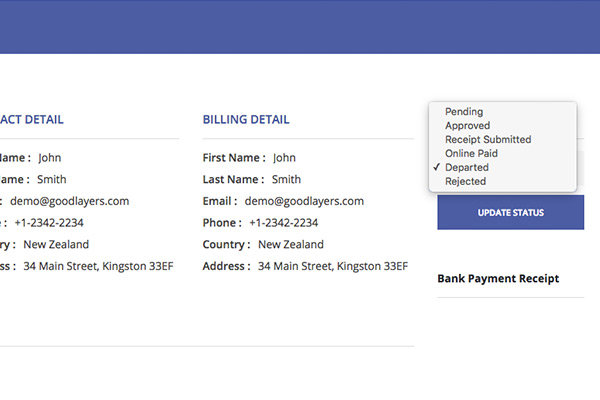 ACT DETAIL
Name : John
ame : Smith
: demo@goodlayers.com
e : +1-2342-2234
ry : New Zealand
ss : 34 Main Street, Kingston 33EF
BILLING DETAIL
First Name : John
Last Name : Smith
Email : demo@goodlayers.com
Phone : +1-2342-2234
Country : New Zealand
Address : 34 Main Street, Kingston 33EF
Pending
Approved
Receipt Submitted
Online Paid
✓ Departed
Rejected
UPDATE STATUS
Bank Payment Receipt